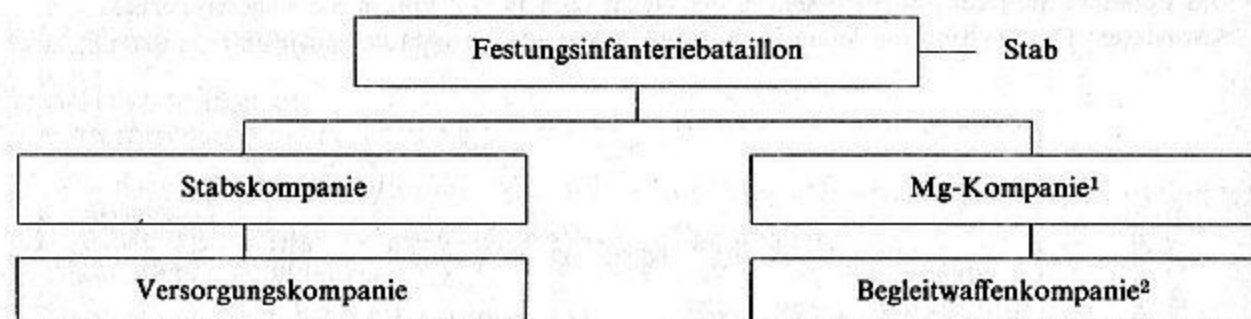 Festungsinfanteriebataillon Stab
Stabskompanie Mg-Kompanie¹
Versorgungskompanie Begleitwaffenkompanie²